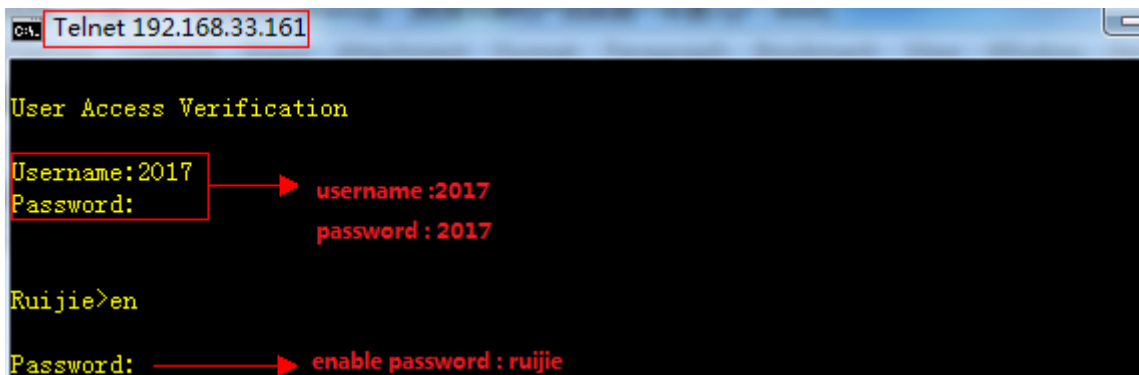 Telnet 192.168.33.161
User Access Verification
Username:2017
Password:
username :2017
password : 2017
Ruijie>en
Password:
enable password : ruijie